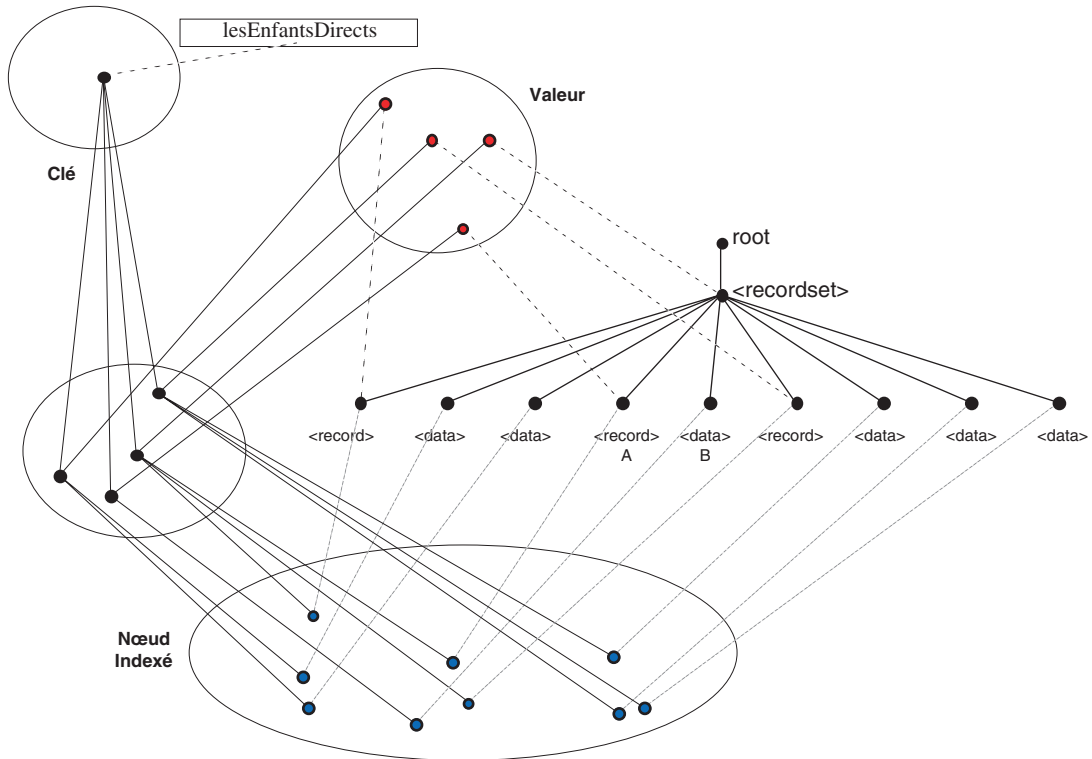 lesEnfantsDirects
Valeur
Clé
root
<recordset>
<record>
<data>
<data>
<record>
A
<data>
B
<record>
<data>
<data>
<data>
Nœud
Indexé